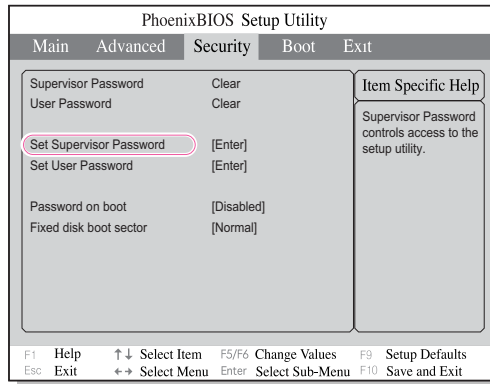 PhoenixBIOS Setup Utility
Main Advanced Security Boot Exit
Supervisor Password Clear
User Password Clear
Set Supervisor Password [Enter]
Set User Password [Enter]
Password on boot [Disabled]
Fixed disk boot sector [Normal]
Item Specific Help
Supervisor Password
controls access to the
setup utility.
F1 Help ↑↓ Select Item F5/F6 Change Values F9 Setup Defaults
Esc Exit ←→ Select Menu Enter Select Sub-Menu F10 Save and Exit